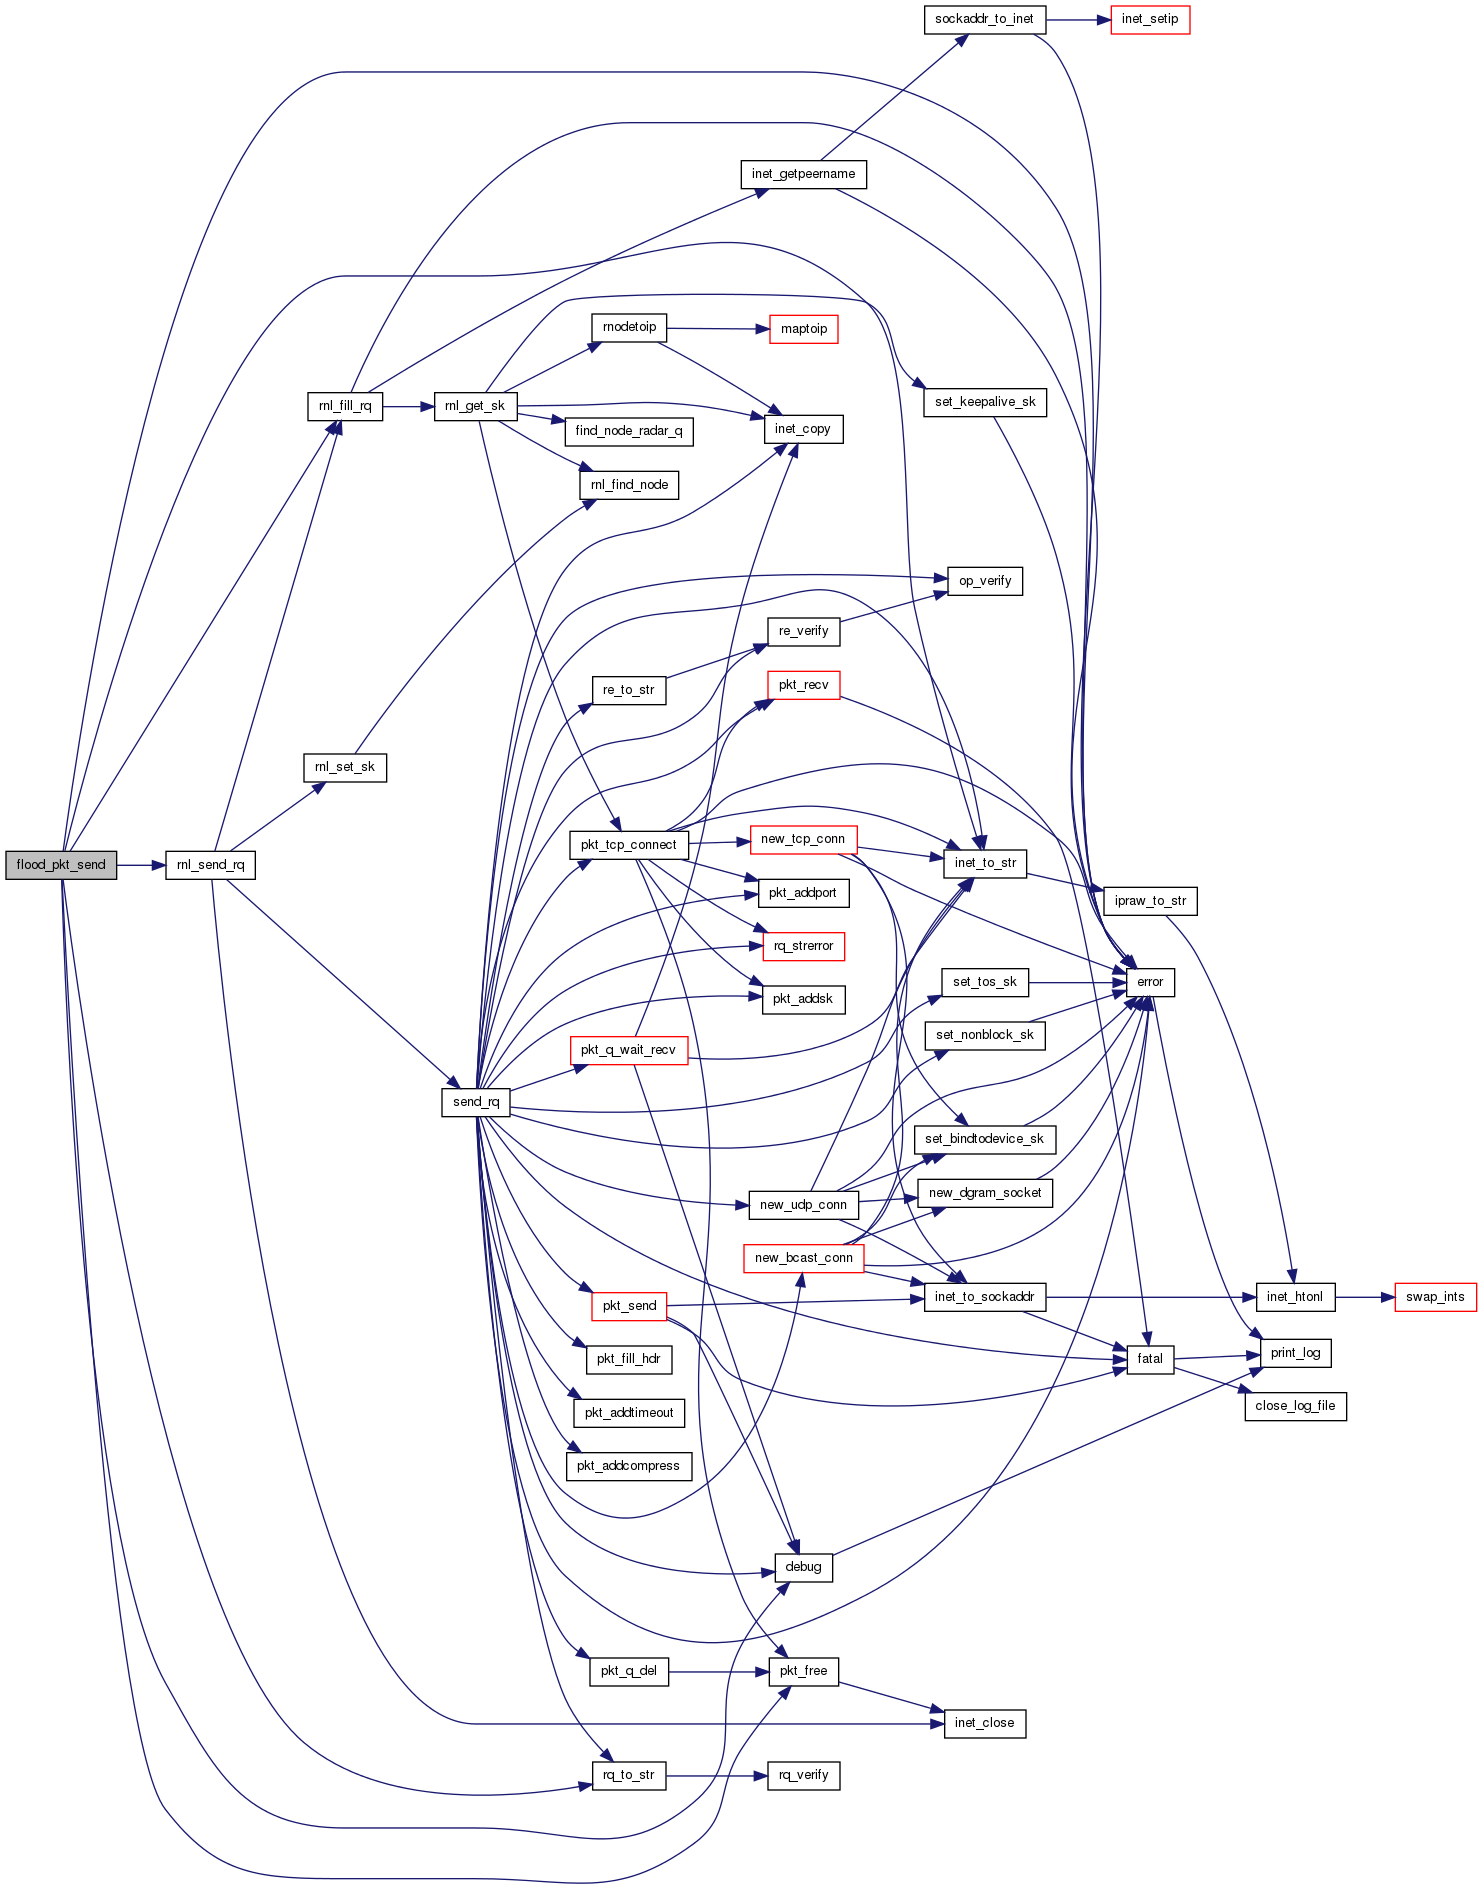 sockaddr_to_inet
inet_setip
inet_getpeername
rnodetoip
maptoip
set_keepalive_sk
rnl_fill_rq
rnl_get_sk
inet_copy
find_node_radar_q
rnl_find_node
op_verify
re_verify
re_to_str
pkt_recv
rnl_set_sk
pkt_tcp_connect
new_tcp_conn
inet_to_str
flood_pkt_send
rnl_send_rq
pkt_addport
ipraw_to_str
rq_strerror
set_tos_sk
error
pkt_addsk
set_nonblock_sk
pkt_q_wait_recv
send_rq
set_bindtodevice_sk
new_dgram_socket
new_udp_conn
new_bcast_conn
pkt_send
inet_to_sockaddr
inet_htonl
swap_ints
pkt_fill_hdr
fatal
print_log
pkt_addtimeout
close_log_file
pkt_addcompress
debug
pkt_q_del
pkt_free
inet_close
rq_to_str
rq_verify